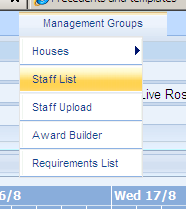 Precedents and templates
Management Groups
Houses
Staff List
Live Ros
Staff Upload
Award Builder
Requirements List
6/8 Wed 17/8